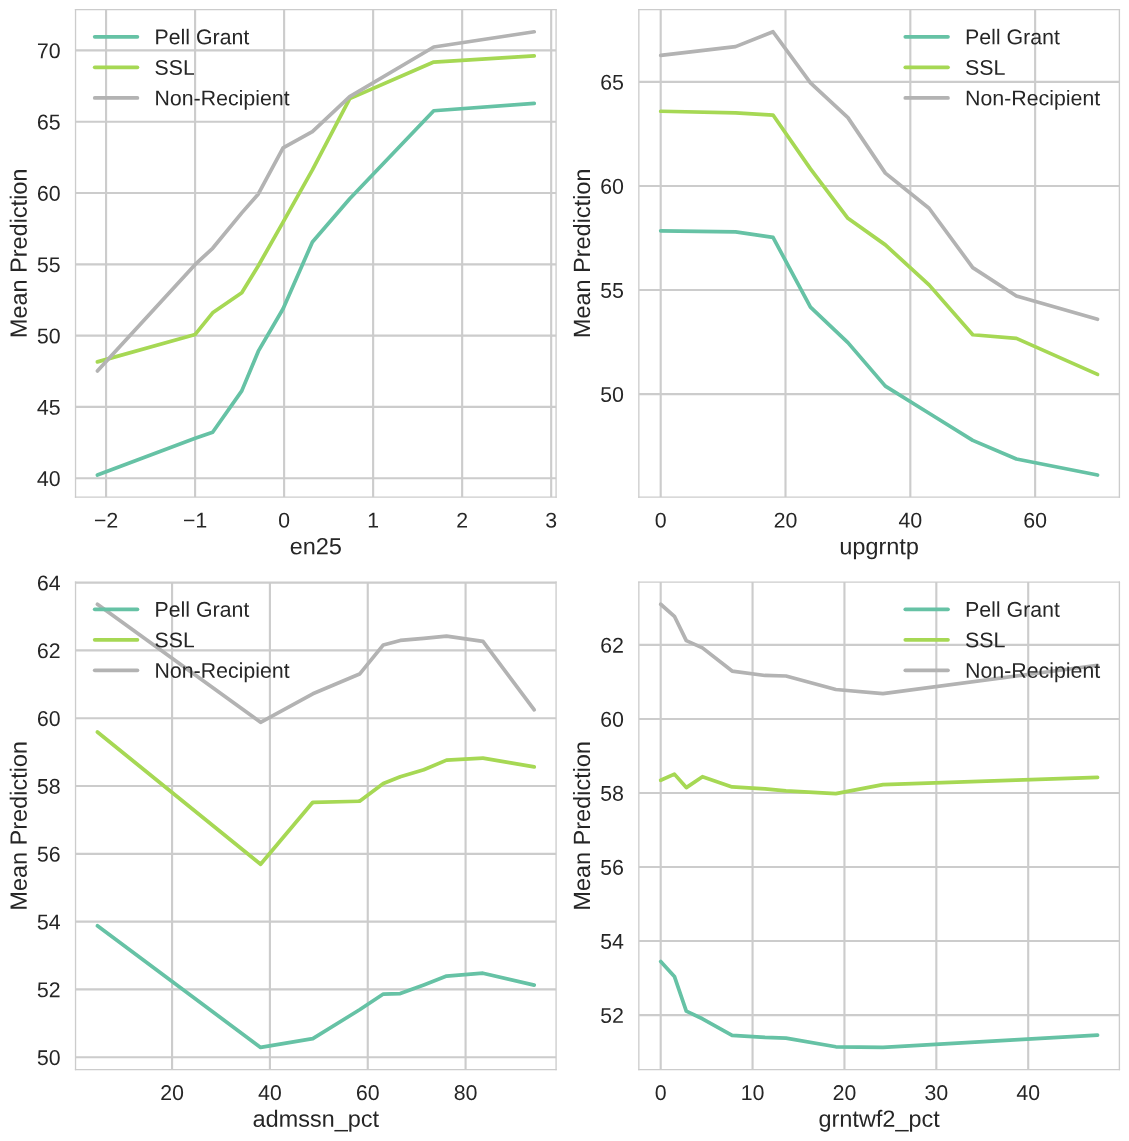 Pell Grant
SSL
Non-Recipient
70
65
60
55
50
45
40
Mean Prediction
−2 −1 0 1 2 3
en25
Pell Grant
SSL
Non-Recipient
65
60
55
50
Mean Prediction
0 20 40 60
upgrntp
Pell Grant
SSL
Non-Recipient
64
62
60
58
56
54
52
50
Mean Prediction
20 40 60 80
admssn_pct
Pell Grant
SSL
Non-Recipient
62
60
58
56
54
52
Mean Prediction
0 10 20 30 40
grntwf2_pct